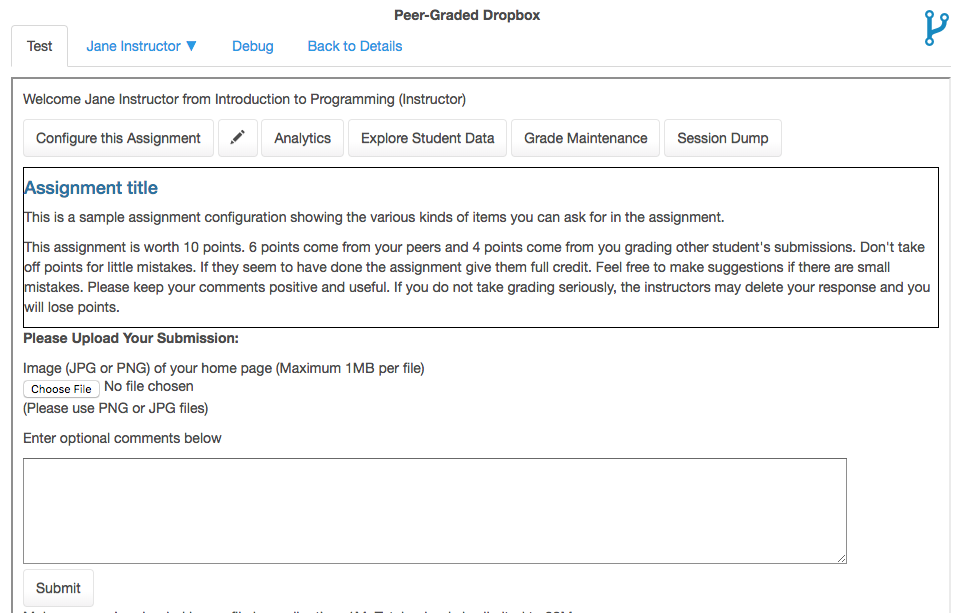 Peer-Graded Dropbox
Test
Jane Instructor ▼
Debug
Back to Details
Welcome Jane Instructor from Introduction to Programming (Instructor)
Configure this Assignment
Analytics
Explore Student Data
Grade Maintenance
Session Dump
Assignment title
This is a sample assignment configuration showing the various kinds of items you can ask for in the assignment.
This assignment is worth 10 points. 6 points come from your peers and 4 points come from you grading other student's submissions. Don't take
off points for little mistakes. If they seem to have done the assignment give them full credit. Feel free to make suggestions if there are small
mistakes. Please keep your comments positive and useful. If you do not take grading seriously, the instructors may delete your response and you
will lose points.
Please Upload Your Submission:
Image (JPG or PNG) of your home page (Maximum 1MB per file)
Choose File No file chosen
(Please use PNG or JPG files)
Enter optional comments below
Submit